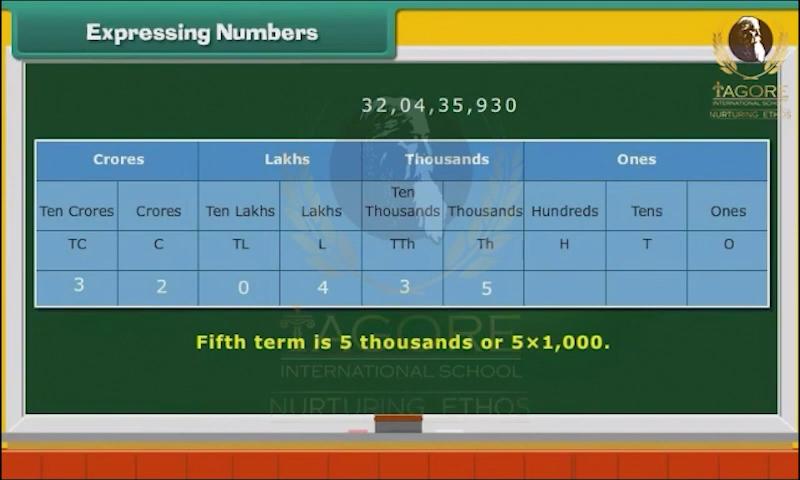 Expressing Numbers
TAGORE
INTERNATIONAL SCHOOL
NURTURING ETHOS
32,04,35,930
Crores Lakhs Thousands Ones
Ten Crores Crores Ten Lakhs Lakhs Ten Thousands Thousands Hundreds Tens Ones
TC C TL L TTh Th H T O
3 2 0 4 3 5
Fifth term is 5 thousands or 5×1,000.
TAGORE
INTERNATIONAL SCHOOL
NURTURING ETHOS